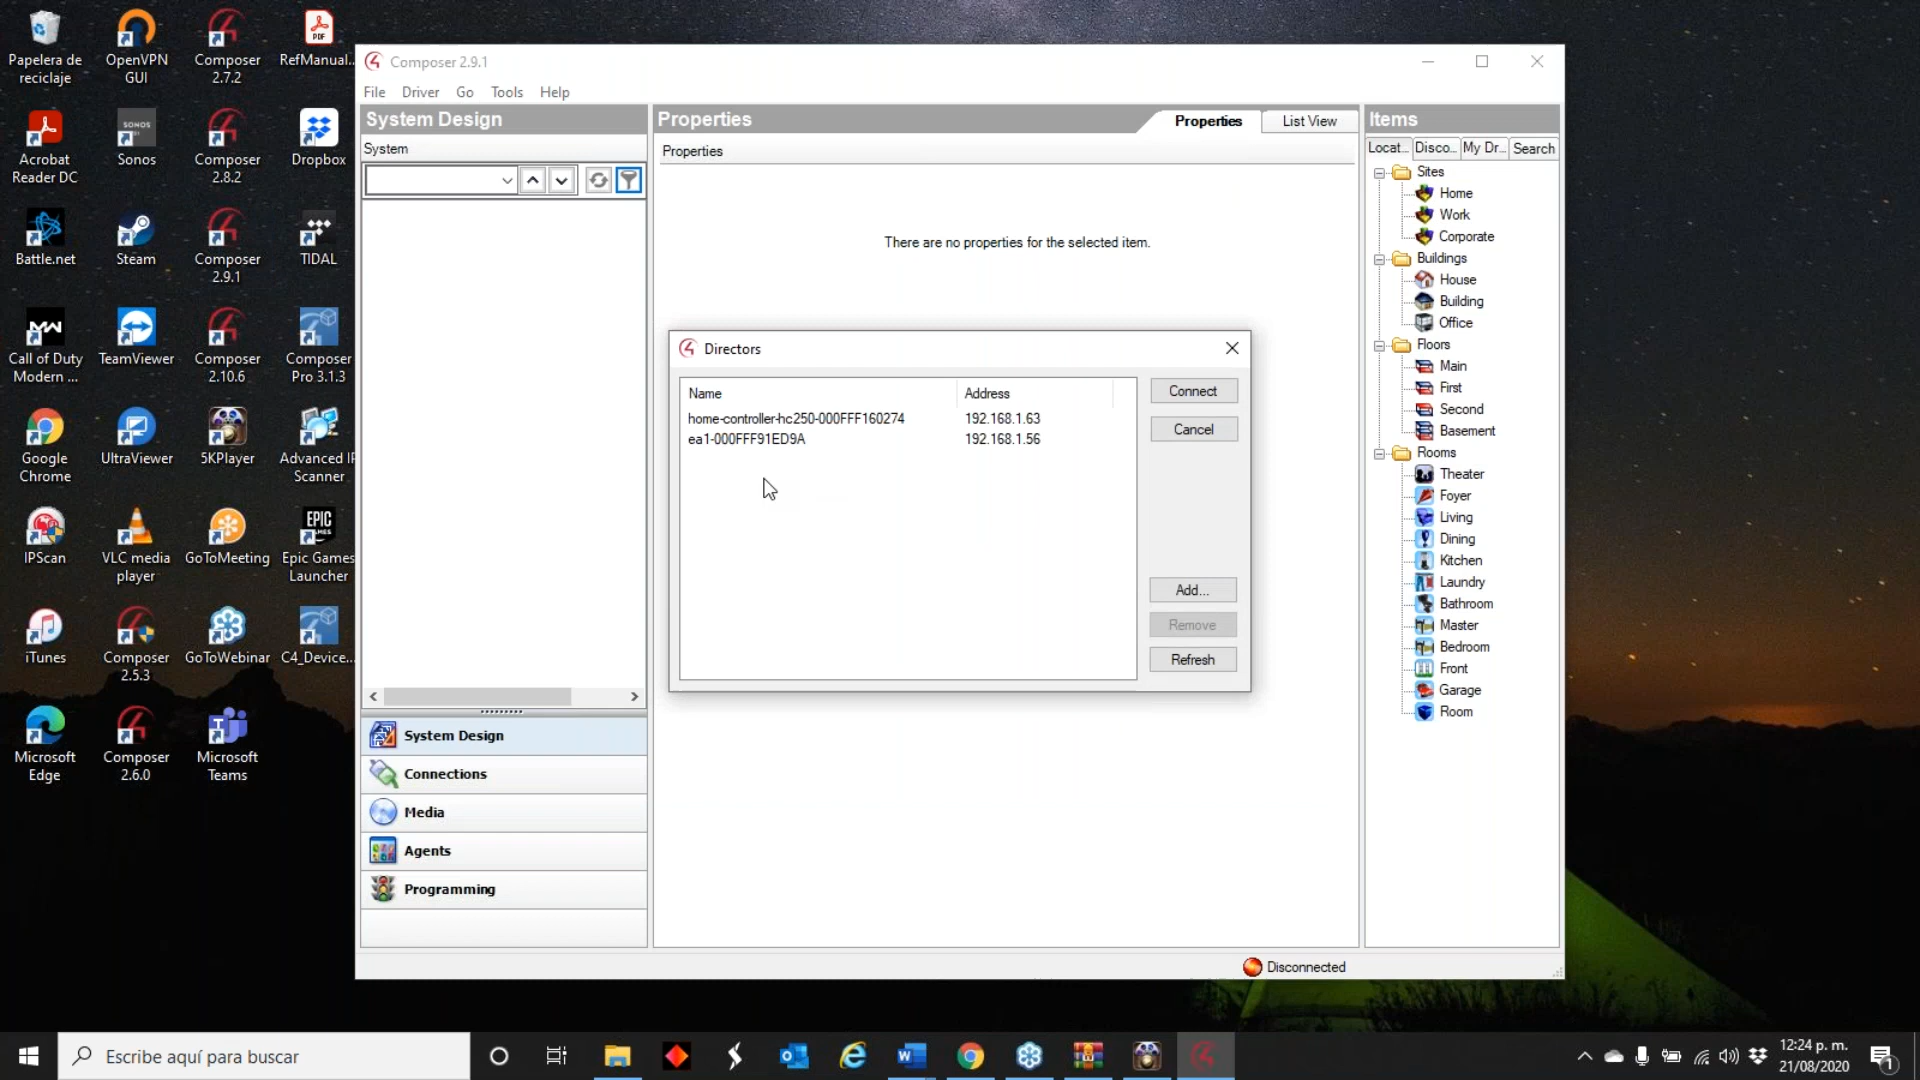 Papelera de
reciclaje
OpenVPN
GUI
Composer
2.7.2
RefManual...
Acrobat
Reader DC
SONOS
Sonos
Composer
2.8.2
Dropbox
Battle.net
Steam
Composer
2.9.1
TIDAL
Call of Duty
Modern ...
TeamViewer
Composer
2.10.6
Composer
Pro 3.1.3
Google
Chrome
UltraViewer
5KPlayer
Advanced IP
Scanner
IPScan
VLC media
player
GoToMeeting
Epic Games
Launcher
iTunes
Composer
2.5.3
GoToWebinar
C4_Device...
Microsoft
Edge
Composer
2.6.0
Microsoft
Teams
Composer 2.9.1
File Driver Go Tools Help
System Design
System
System Design
Connections
Media
Agents
Programming
Properties
Properties
List View
Properties
There are no properties for the selected item.
Directors
Name Address
home-controller-hc250-000FFF160274 192.168.1.63
ea1-000FFF91ED9A 192.168.1.56
Connect
Cancel
Add...
Remove
Refresh
Items
Locat... Disco... My Dr... Search
Sites
Home
Work
Corporate
Buildings
House
Building
Office
Floors
Main
First
Second
Basement
Rooms
Theater
Foyer
Living
Dining
Kitchen
Laundry
Bathroom
Master
Bedroom
Front
Garage
Room
Disconnected
Escribe aquí para buscar
12:24 p. m.
21/08/2020
1